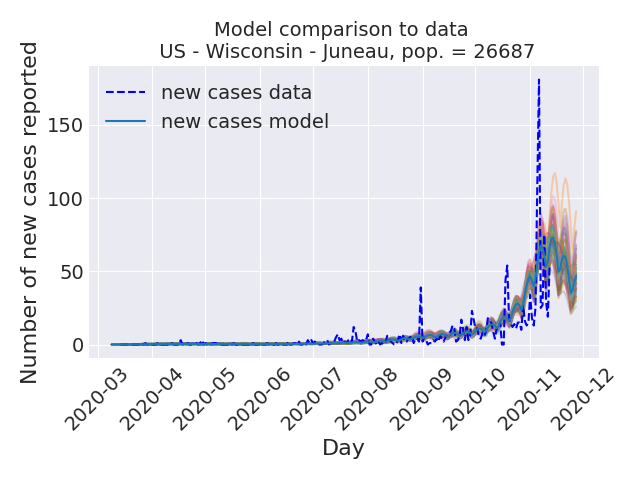 Model comparison to data
US - Wisconsin - Juneau, pop. = 26687
Number of new cases reported
150
100
50
0
new cases data
new cases model
2020-03
2020-04
2020-05
2020-06
2020-07
2020-08
2020-09
2020-10
2020-11
2020-12
Day